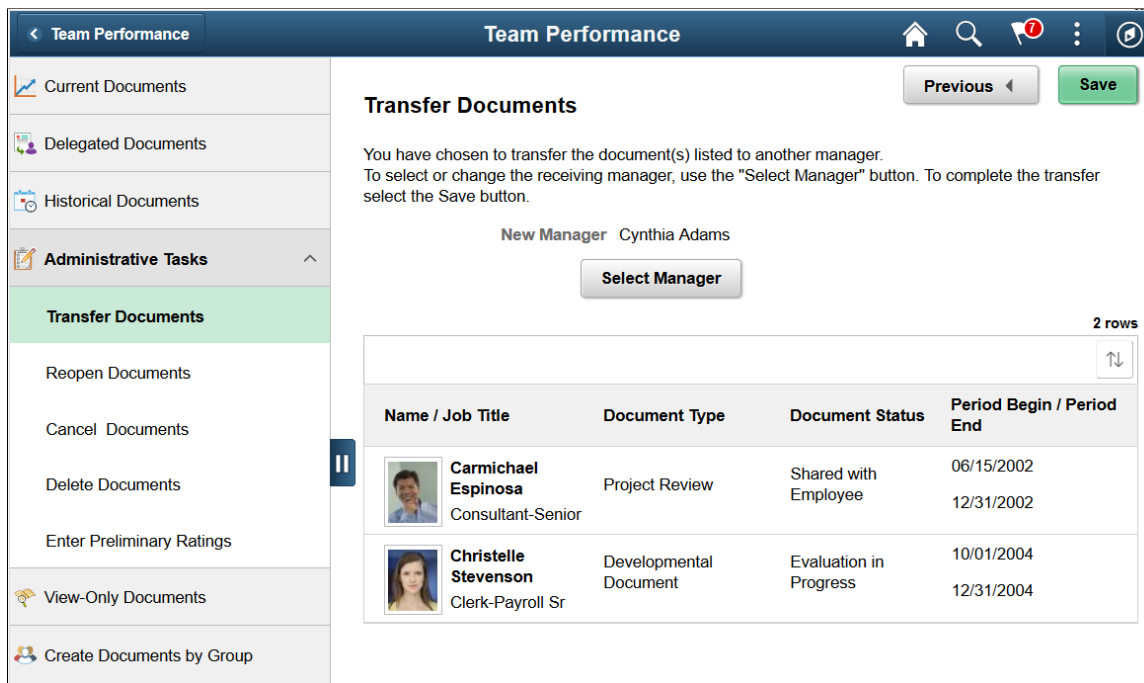 Team Performance
Team Performance
7
Current Documents
Delegated Documents
Historical Documents
Administrative Tasks
Transfer Documents
Reopen Documents
Cancel Documents
Delete Documents
Enter Preliminary Ratings
View-Only Documents
Create Documents by Group
Previous
Save
Transfer Documents
You have chosen to transfer the document(s) listed to another manager.
To select or change the receiving manager, use the "Select Manager" button. To complete the transfer
select the Save button.
New Manager Cynthia Adams
Select Manager
2 rows
Name / Job Title Document Type Document Status Period Begin / Period
End
Carmichael
Espinosa
Consultant-Senior
Project Review
Shared with
Employee
06/15/2002
12/31/2002
Christelle
Stevenson
Clerk-Payroll Sr
Developmental
Document
Evaluation in
Progress
10/01/2004
12/31/2004